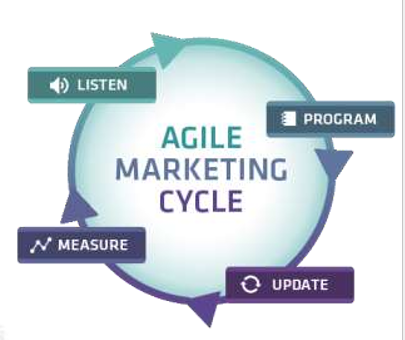 LISTEN
PROGRAM
AGILE
MARKETING
CYCLE
MEASURE
UPDATE